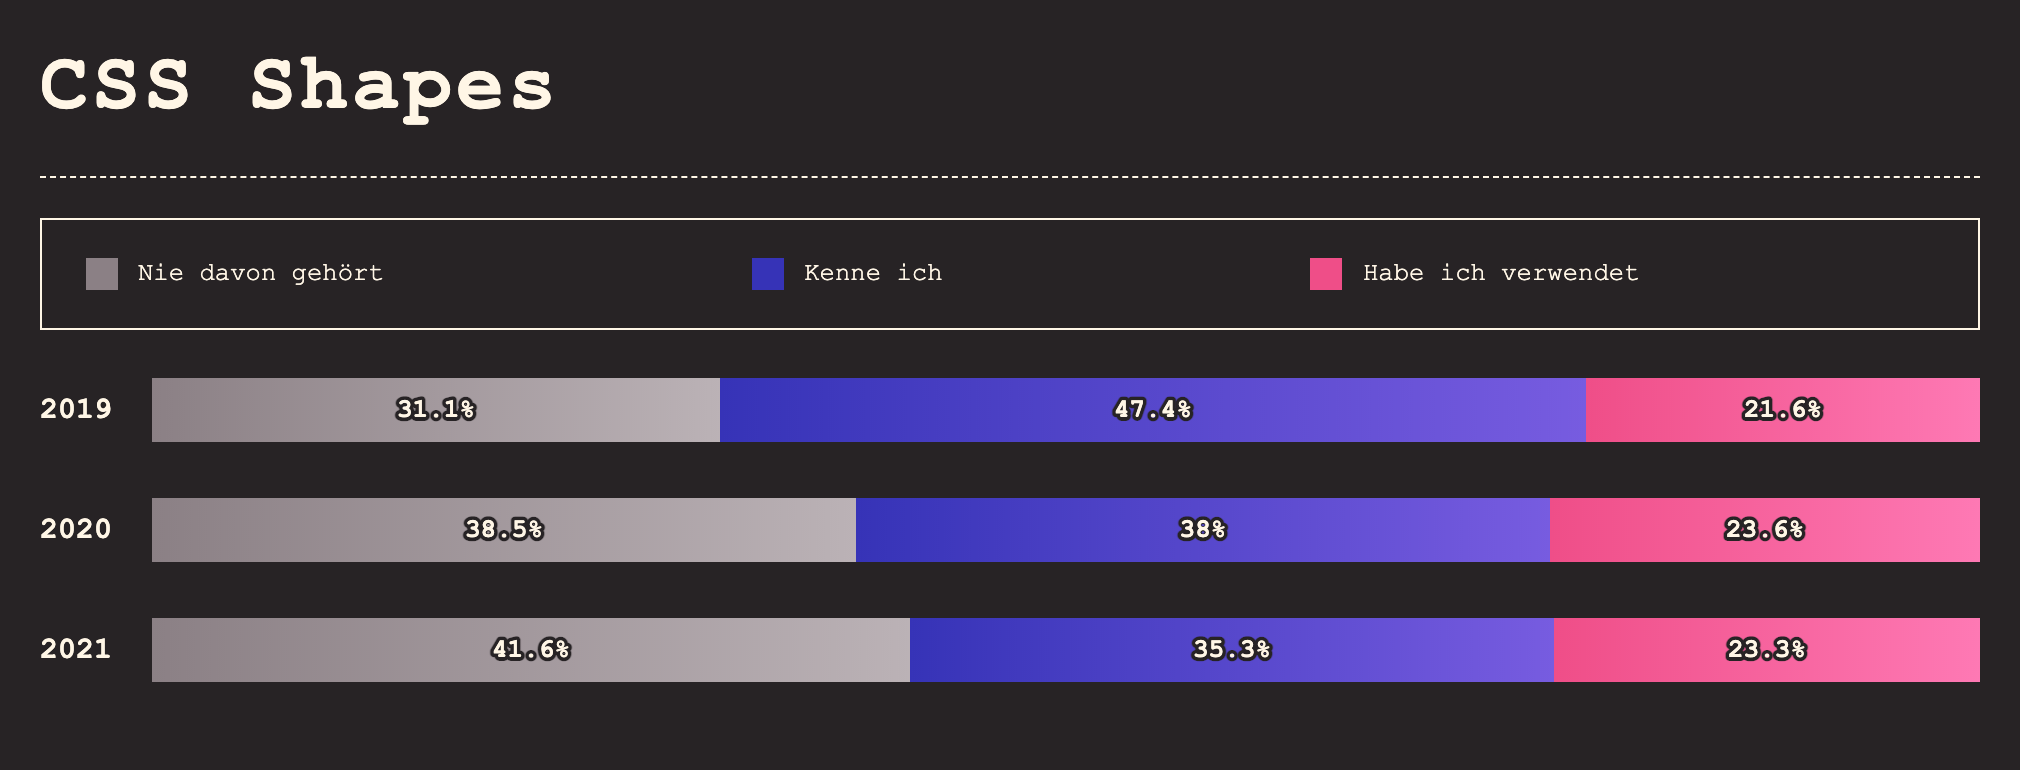 CSS Shapes
Nie davon gehört Kenne ich Habe ich verwendet
2019 31.1% 47.4% 21.6%
2020 38.5% 38% 23.6%
2021 41.6% 35.3% 23.3%